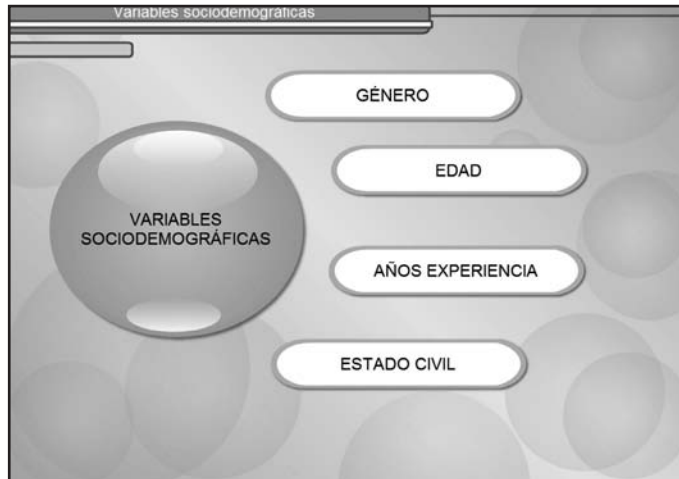 Variables sociodemográficas
GÉNERO
EDAD
VARIABLES
SOCIODEMOGRÁFICAS
AÑOS EXPERIENCIA
ESTADO CIVIL